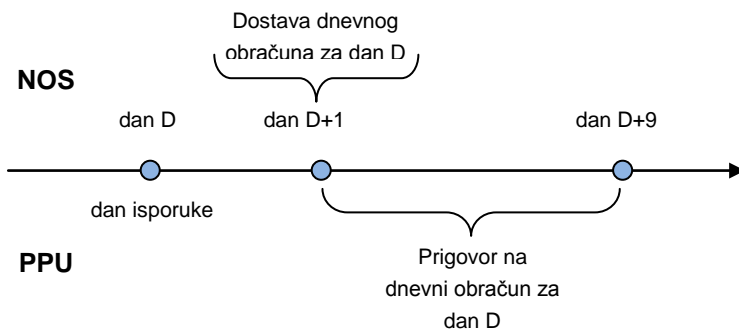 Dostava dnevnog
obračuna za dan D
NOS
dan D
dan D+1
dan D+9
dan isporuke
PPU
Prigovor na
dnevni obračun za
dan D